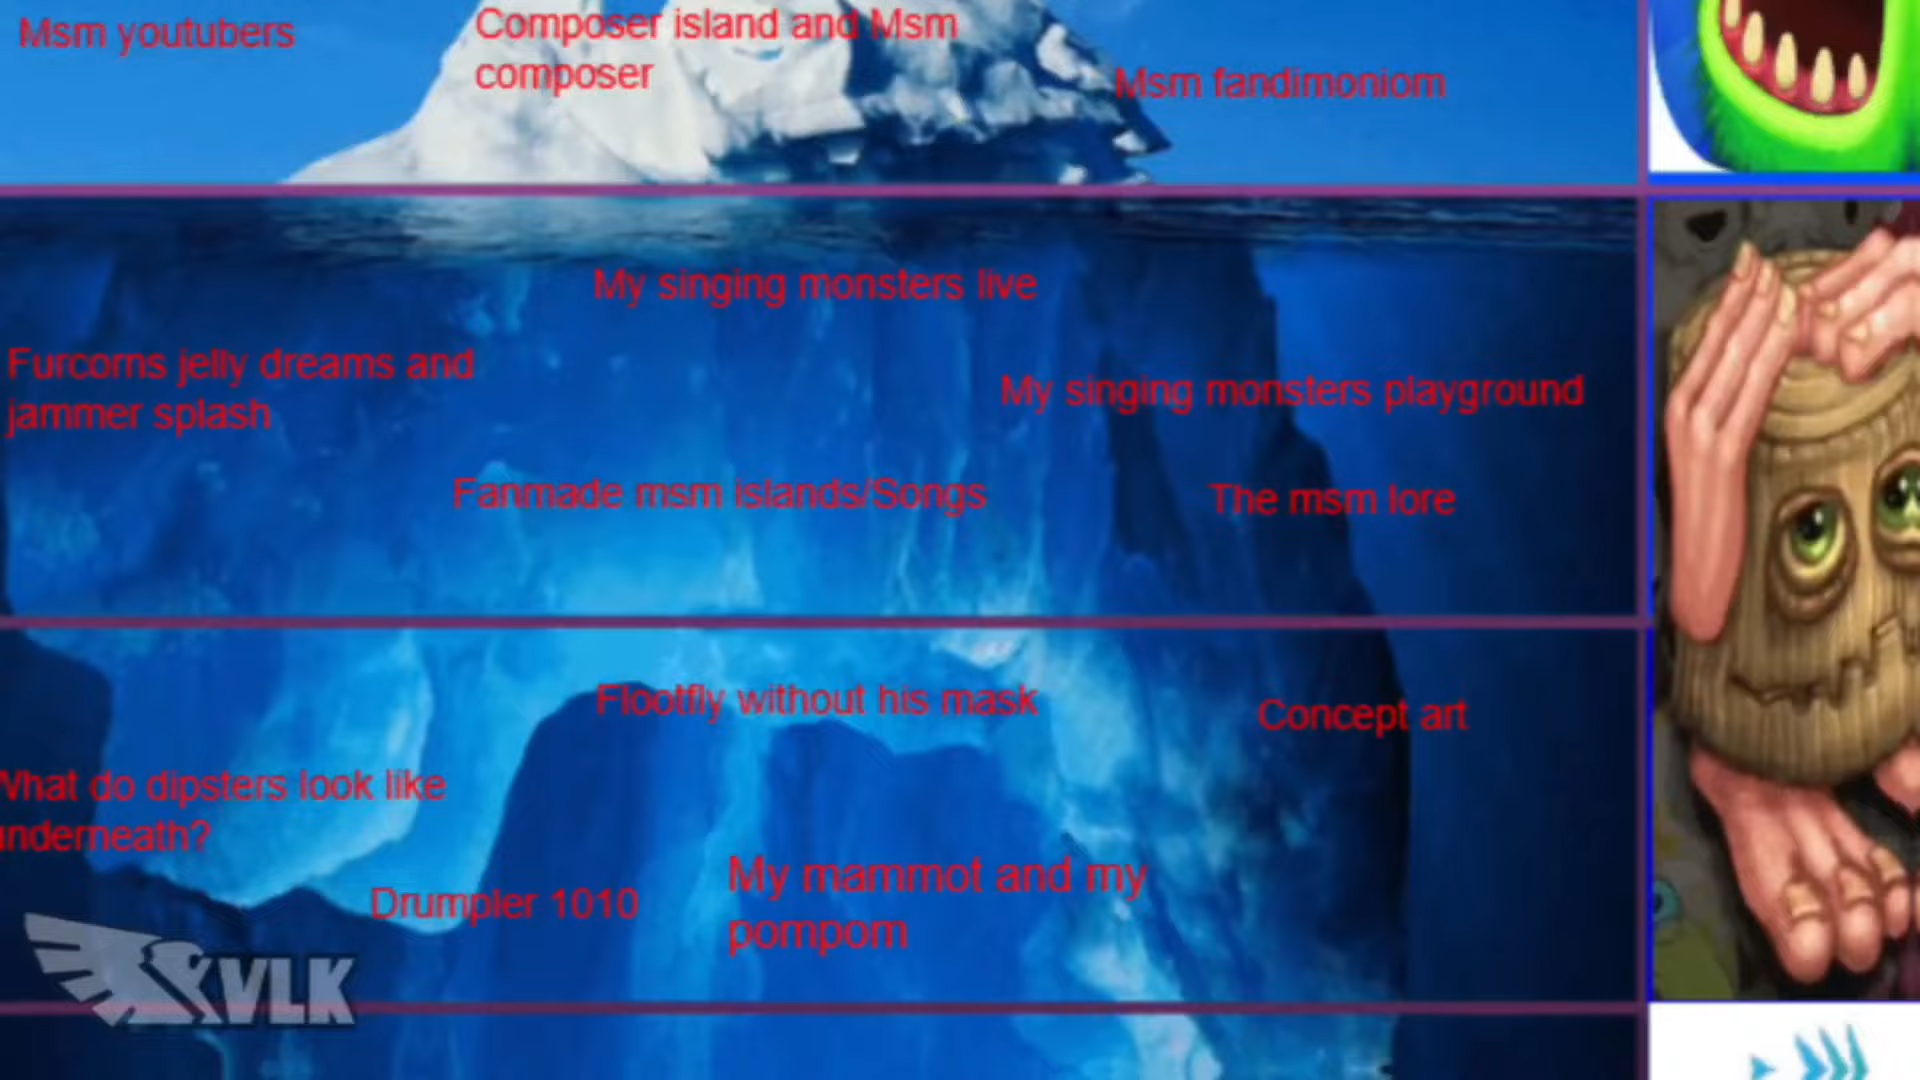 Msm youtubers
Composer island and Msm
composer
Msm fandimoniom
My singing monsters live
Furcorns jelly dreams and
jammer splash
My singing monsters playground
Fanmade msm islands/Songs
The msm lore
Flootfly without his mask
Concept art
What do dipsters look like
underneath?
Drumpler 1010
My mammot and my
pompom
VLK